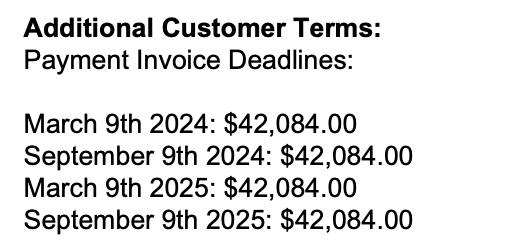 Additional Customer Terms:
Payment Invoice Deadlines:
March 9th 2024: $42,084.00
September 9th 2024: $42,084.00
March 9th 2025: $42,084.00
September 9th 2025: $42,084.00